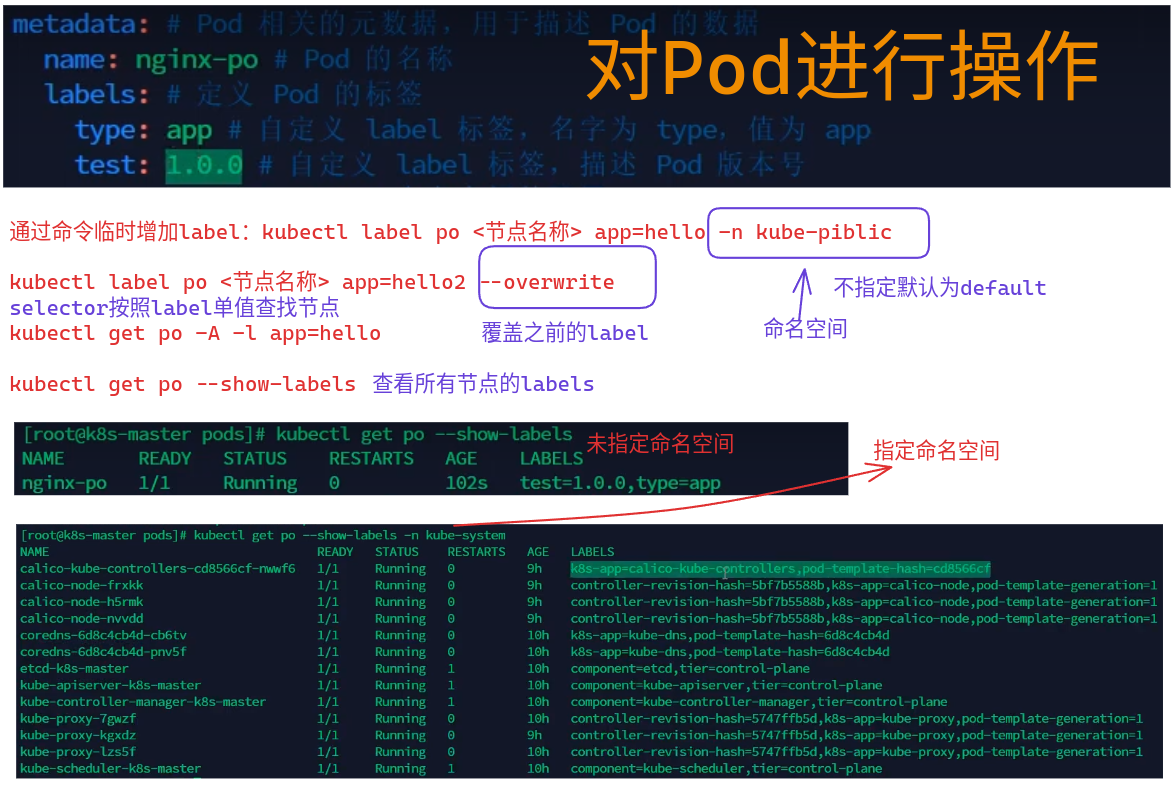 metadata: # Pod 相关的元数据，用于描述 Pod 的数据
name: nginx-po # Pod 的名称
labels: # 定义 Pod 的标签
type: app # 自定义 label 标签，名字为 type，值为 app
test: 1.0.0 # 自定义 label 标签，描述 Pod 版本号
对Pod进行操作
通过命令临时增加label：kubectl label po <节点名称> app=hello -n kube-piblic
kubectl label po <节点名称> app=hello2 --overwrite
不指定默认为default
selector按照label单值查找节点
kubectl get po -A -l app=hello
覆盖之前的label
命名空间
kubectl get po --show-labels 查看所有节点的labels
[root@k8s-master pods]# kubectl get po --show-labels
未指定命名空间
指定命名空间
NAME READY STATUS RESTARTS AGE LABELS
nginx-po 1/1 Running 0 102s test=1.0.0,type=app
[root@k8s-master pods]# kubectl get po --show-labels -n kube-system
NAME READY STATUS RESTARTS AGE LABELS
calico-kube-controllers-cd8566cf-nwwf6 1/1 Running 0 9h k8s-app=calico-kube-controllers,pod-template-hash=cd8566cf
calico-node-frxkk 1/1 Running 0 9h controller-revision-hash=5bf7b5588b,k8s-app=calico-node,pod-template-generation=1
calico-node-h5rmk 1/1 Running 0 9h controller-revision-hash=5bf7b5588b,k8s-app=calico-node,pod-template-generation=1
calico-node-nvvdd 1/1 Running 0 9h controller-revision-hash=5bf7b5588b,k8s-app=calico-node,pod-template-generation=1
coredns-6d8c4cb4d-cb6tv 1/1 Running 0 10h k8s-app=kube-dns,pod-template-hash=6d8c4cb4d
coredns-6d8c4cb4d-pnv5f 1/1 Running 0 10h k8s-app=kube-dns,pod-template-hash=6d8c4cb4d
etcd-k8s-master 1/1 Running 1 10h component=etcd,tier=control-plane
kube-apiserver-k8s-master 1/1 Running 1 10h component=kube-apiserver,tier=control-plane
kube-controller-manager-k8s-master 1/1 Running 1 10h component=kube-controller-manager,tier=control-plane
kube-proxy-7gwzf 1/1 Running 0 10h controller-revision-hash=5747ffb5d,k8s-app=kube-proxy,pod-template-generation=1
kube-proxy-kgxdz 1/1 Running 0 9h controller-revision-hash=5747ffb5d,k8s-app=kube-proxy,pod-template-generation=1
kube-proxy-lzs5f 1/1 Running 0 10h controller-revision-hash=5747ffb5d,k8s-app=kube-proxy,pod-template-generation=1
kube-scheduler-k8s-master 1/1 Running 1 10h component=kube-scheduler,tier=control-plane